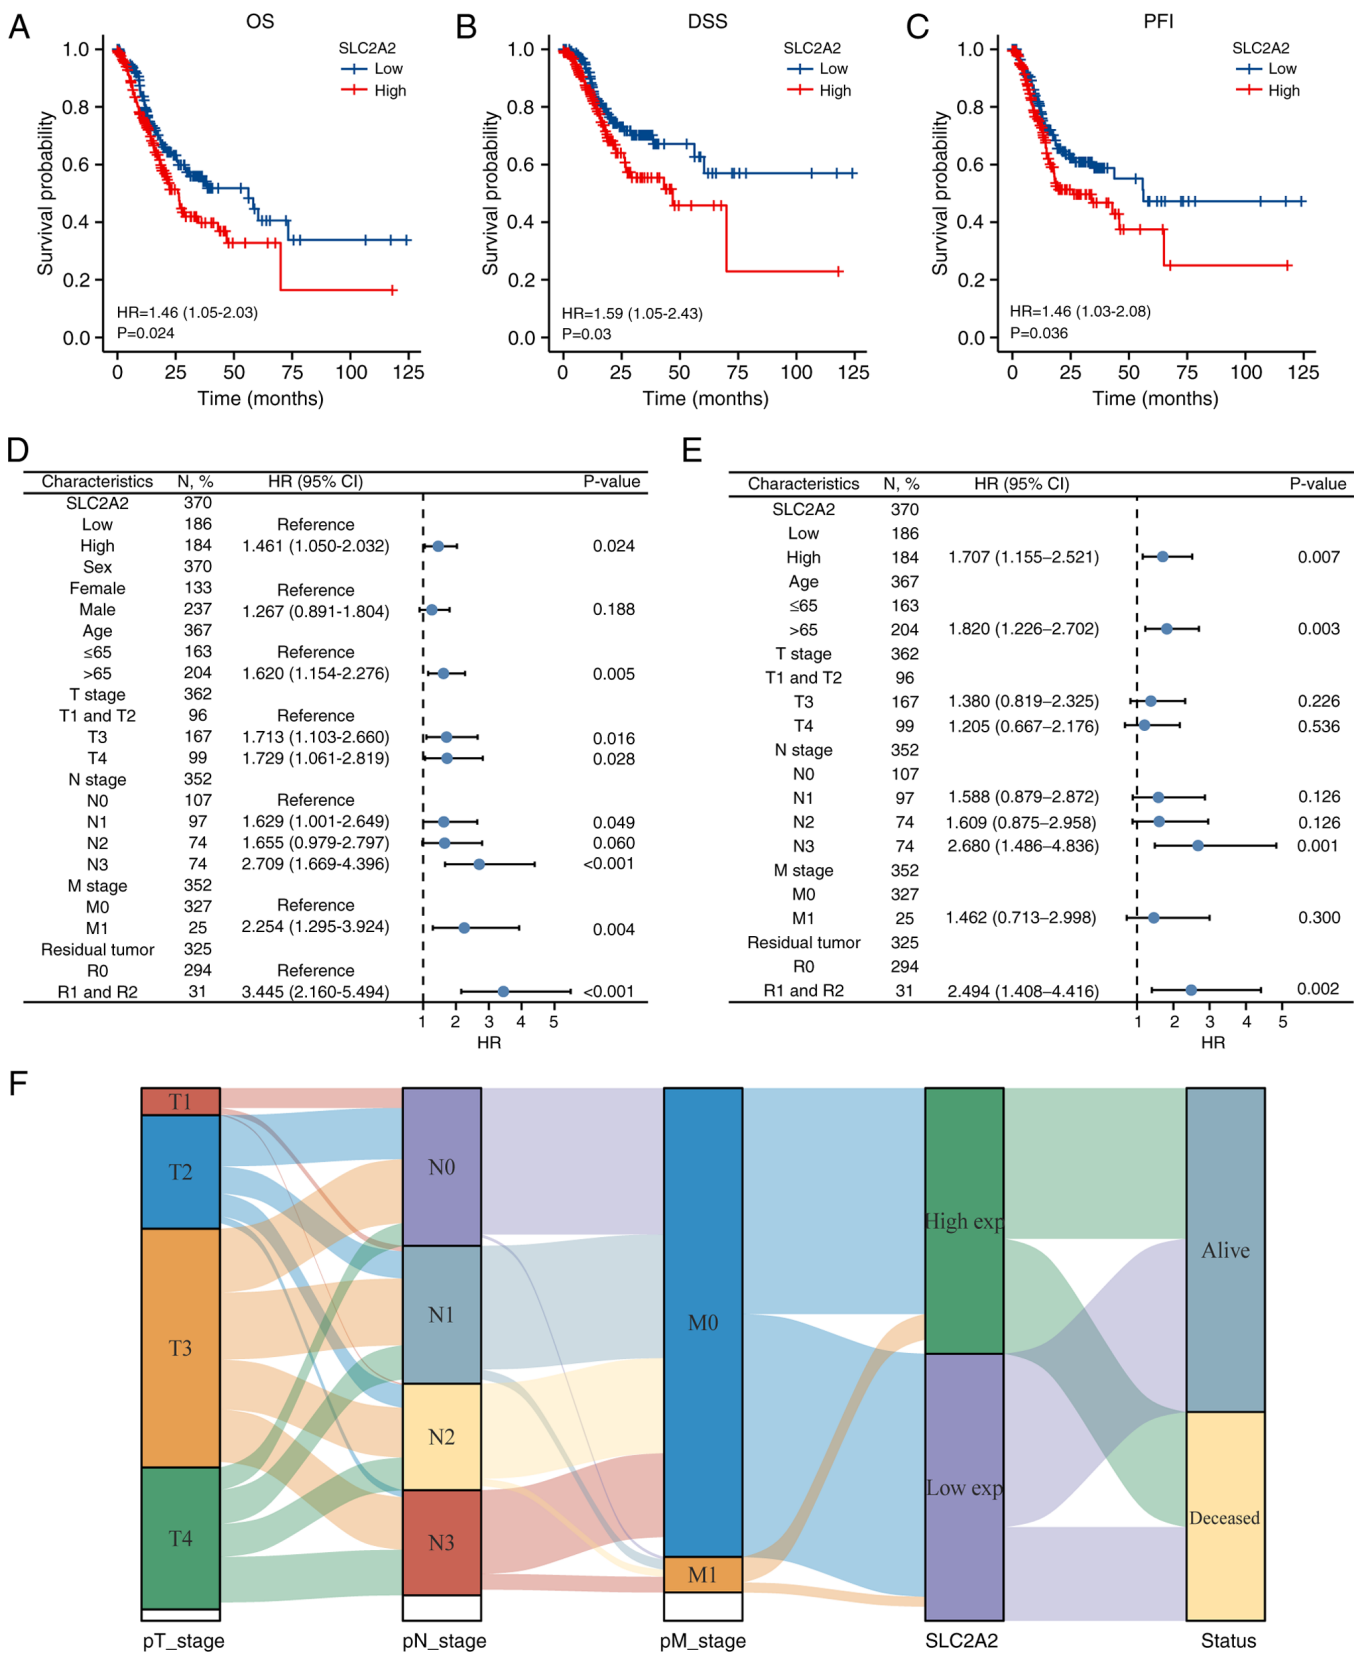 A
OS
SLC2A2
Low
High
Survival probability
1.0
0.8
0.6
0.4
0.2
0.0
HR=1.46 (1.05-2.03)
P=0.024
0 25 50 75 100 125
Time (months)
B
DSS
SLC2A2
Low
High
Survival probability
1.0
0.8
0.6
0.4
0.2
0.0
HR=1.59 (1.05-2.43)
P=0.03
0 25 50 75 100 125
Time (months)
C
PFI
SLC2A2
Low
High
Survival probability
1.0
0.8
0.6
0.4
0.2
0.0
HR=1.46 (1.03-2.08)
P=0.036
0 25 50 75 100 125
Time (months)
D
Characteristics N, % HR (95% CI) P-value
SLC2A2 370
Low 186 Reference
High 184 1.461 (1.050-2.032) 0.024
Sex 370
Female 133 Reference
Male 237 1.267 (0.891-1.804) 0.188
Age 367
≤65 163 Reference
>65 204 1.620 (1.154-2.276) 0.005
T stage 362
T1 and T2 96 Reference
T3 167 1.713 (1.103-2.660) 0.016
T4 99 1.729 (1.061-2.819) 0.028
N stage 352
N0 107 Reference
N1 97 1.629 (1.001-2.649) 0.049
N2 74 1.655 (0.979-2.797) 0.060
N3 74 2.709 (1.669-4.396) <0.001
M stage 352
M0 327 Reference
M1 25 2.254 (1.295-3.924) 0.004
Residual tumor 325
R0 294 Reference
R1 and R2 31 3.445 (2.160-5.494) <0.001
1 2 3 4 5
HR
E
Characteristics N, % HR (95% CI) P-value
SLC2A2 370
Low 186
High 184 1.707 (1.155–2.521) 0.007
Age 367
≤65 163
>65 204 1.820 (1.226–2.702) 0.003
T stage 362
T1 and T2 96
T3 167 1.380 (0.819–2.325) 0.226
T4 99 1.205 (0.667–2.176) 0.536
N stage 352
N0 107
N1 97 1.588 (0.879–2.872) 0.126
N2 74 1.609 (0.875–2.958) 0.126
N3 74 2.680 (1.486–4.836) 0.001
M stage 352
M0 327
M1 25 1.462 (0.713–2.998) 0.300
Residual tumor 325
R0 294
R1 and R2 31 2.494 (1.408–4.416) 0.002
1 2 3 4 5
HR
F
T1
T2
T3
T4
N0
N1
N2
N3
M0
M1
High exp
Low exp
Alive
Deceased
pT_stage pN_stage pM_stage SLC2A2 Status